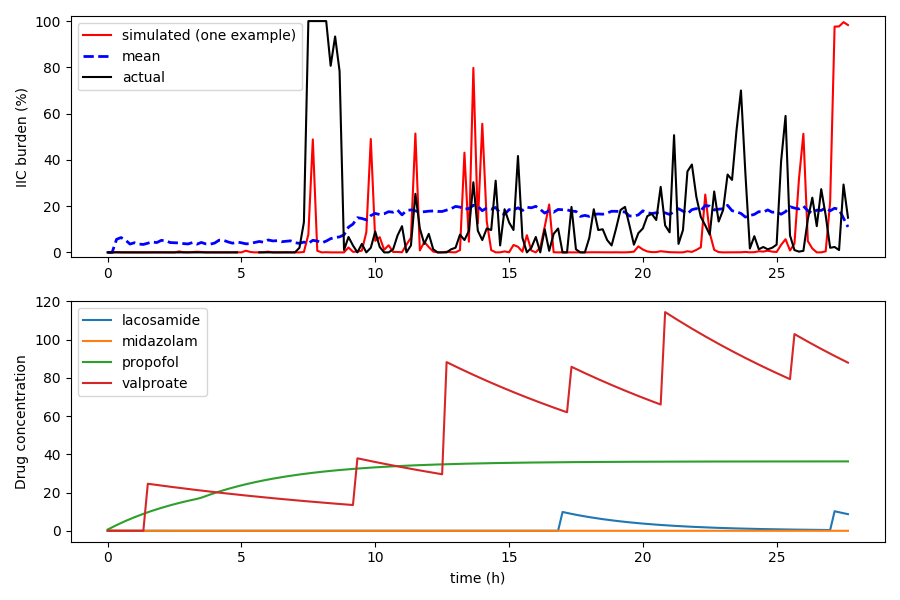 100
80
60
40
20
0
IIC burden (%)
simulated (one example)
mean
actual
0 5 10 15 20 25
120
100
80
60
40
20
0
Drug concentration
lacosamide
midazolam
propofol
valproate
0 5 10 15 20 25
time (h)